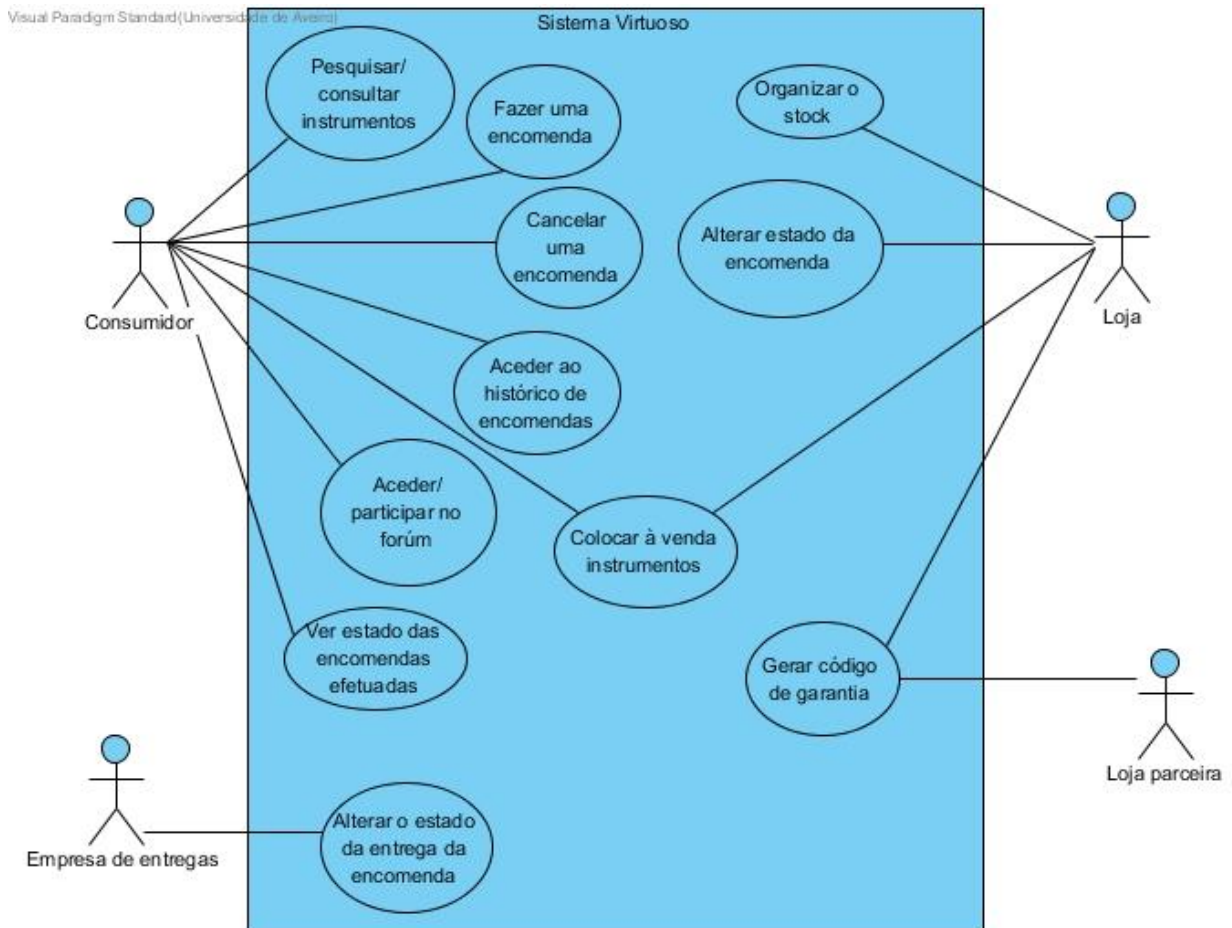 Visual Paradigm Standard(Universidade de Aveiro)
Sistema Virtuoso
Pesquisar/
consultar
instrumentos
Fazer uma
encomenda
Organizar o
stock
Cancelar
uma
encomenda
Alterar estado da
encomenda
Consumidor
Loja
Aceder ao
histórico de
encomendas
Aceder/
participar no
forúm
Colocar à venda
instrumentos
Ver estado das
encomendas
efetuadas
Gerar código
de garantia
Loja parceira
Empresa de entregas
Alterar o estado
da entrega da
encomenda